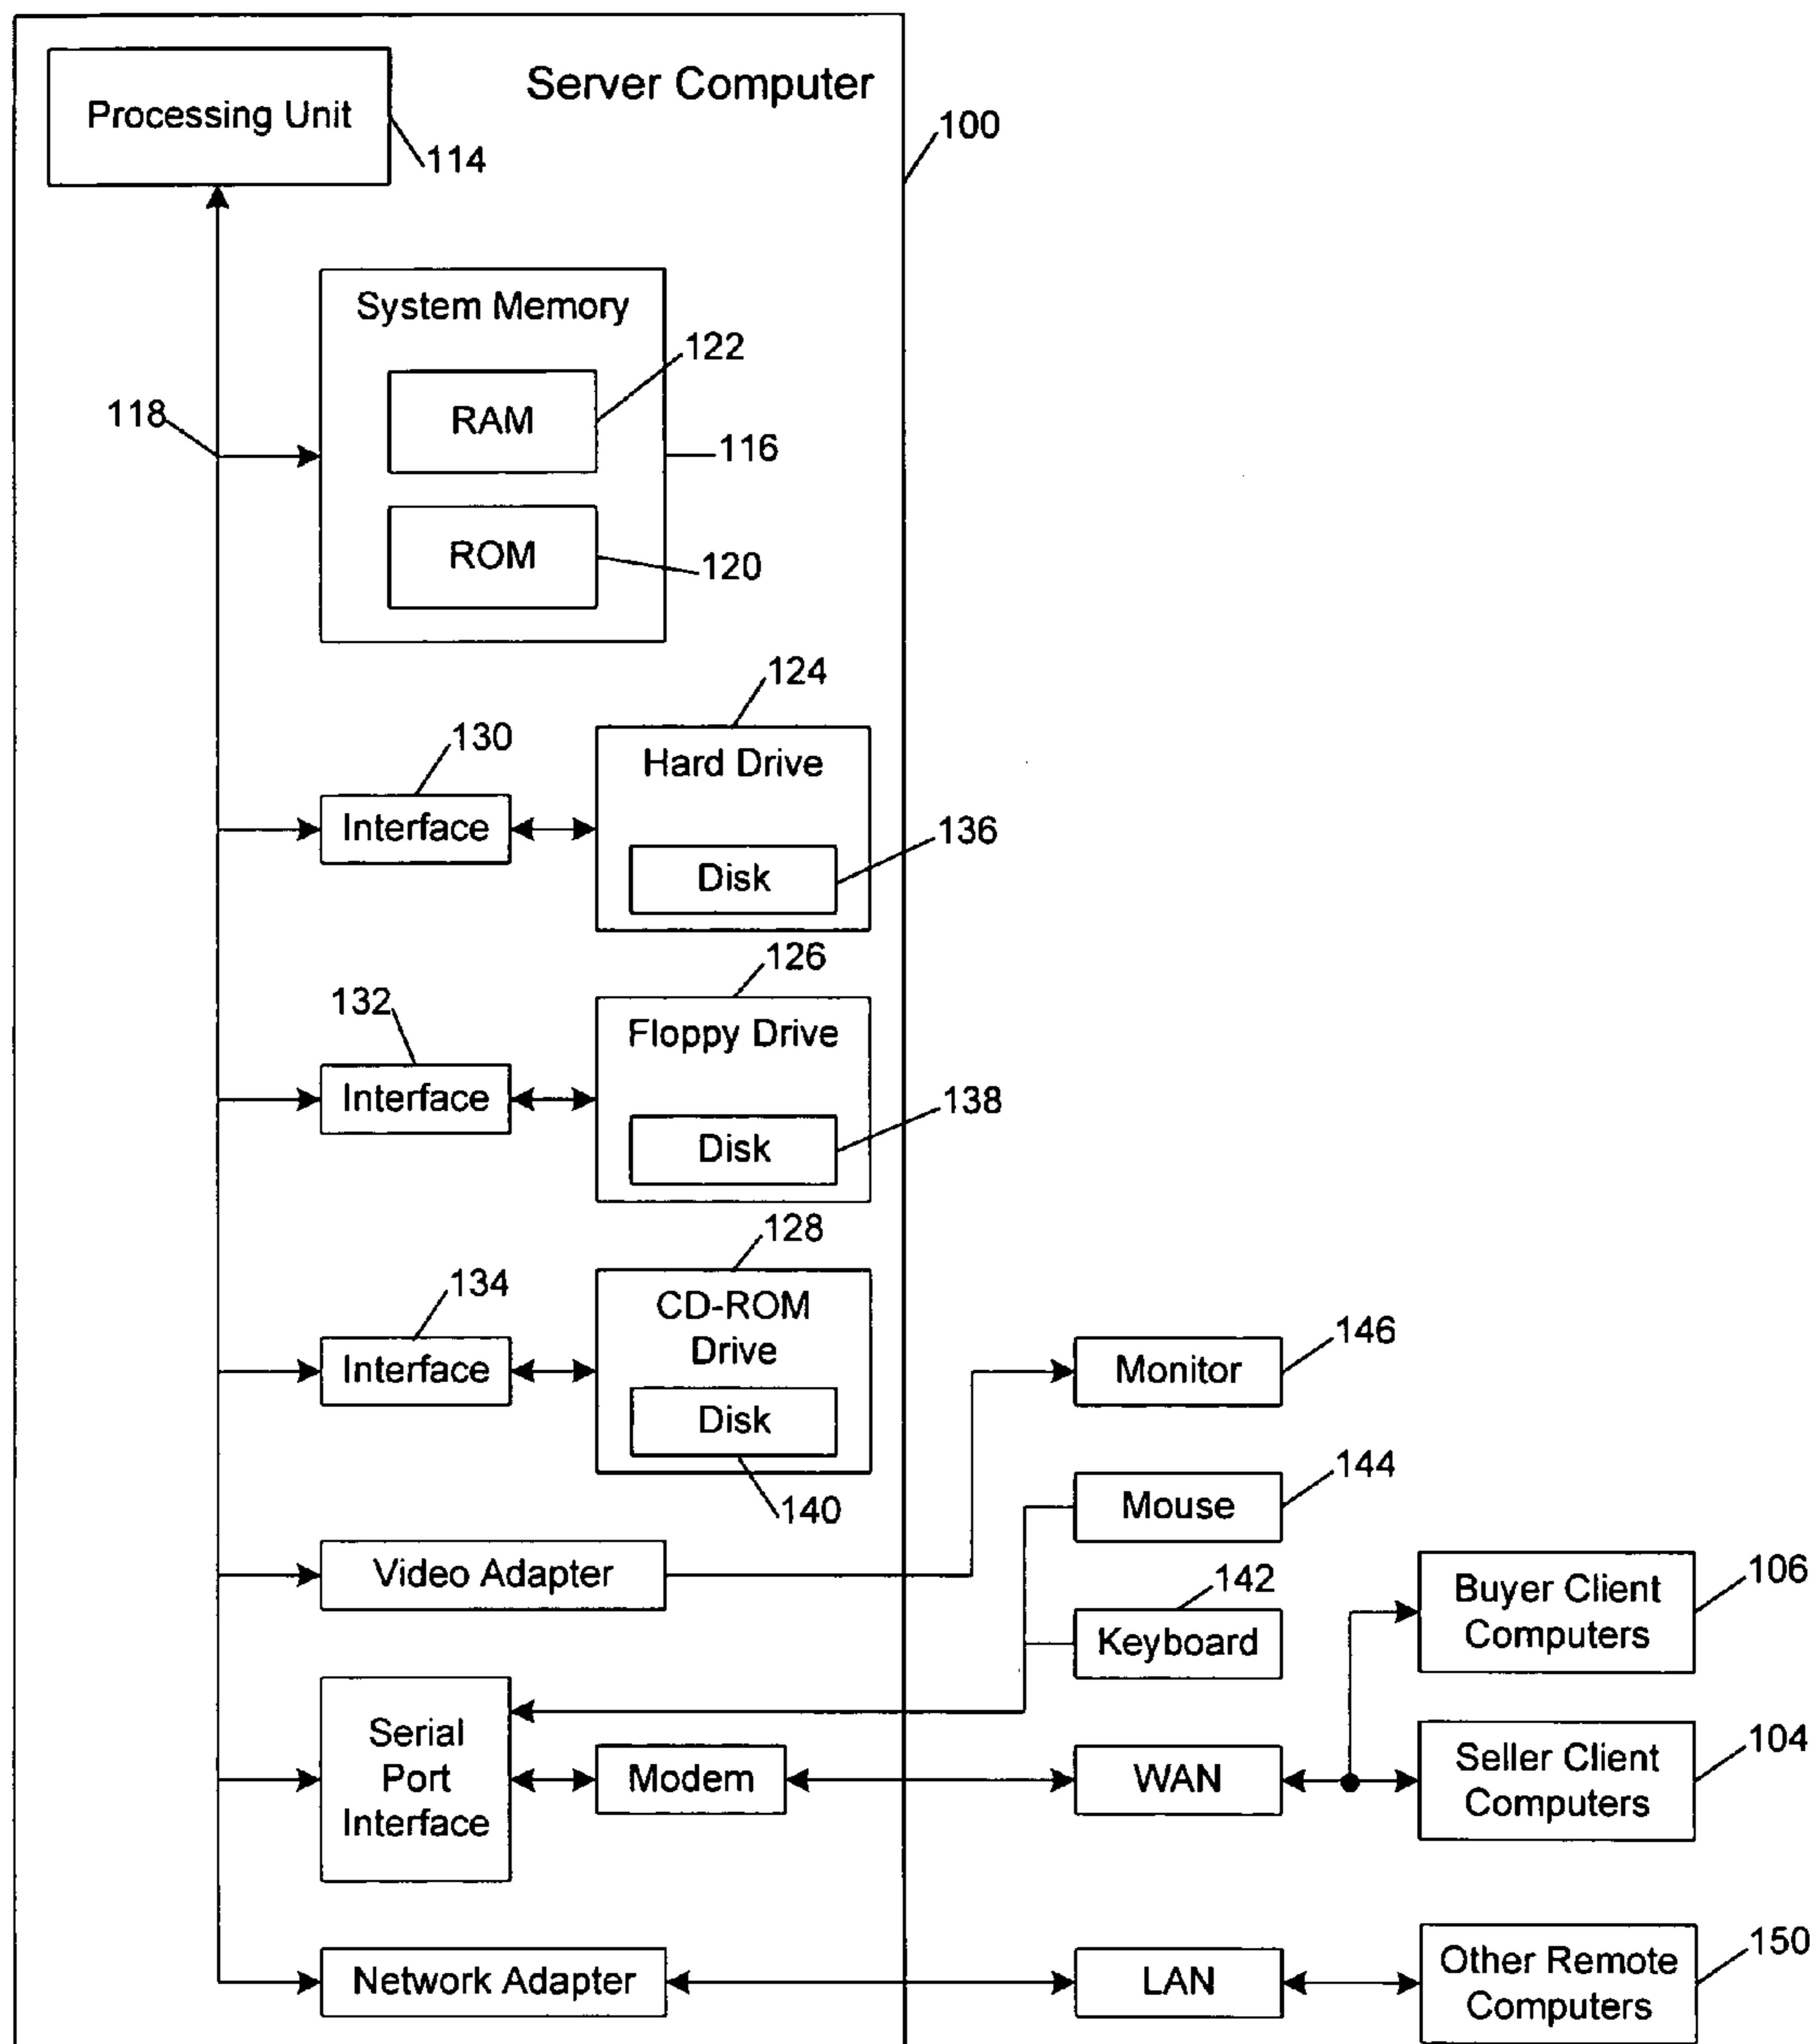 Server Computer
Processing Unit
100
114
System Memory
122
RAM
118
116
ROM
120
124
130
Hard Drive
Interface
136
Disk
126
132
Floppy Drive
Interface
138
Disk
128
134
CD-ROM
Drive
146
Interface
Monitor
Disk
144
140
Mouse
Video Adapter
142
Buyer Client
Computers
106
Keyboard
Serial
Port
Interface
Modem
WAN
Seller Client
Computers
104
Network Adapter
LAN
Other Remote
Computers
150